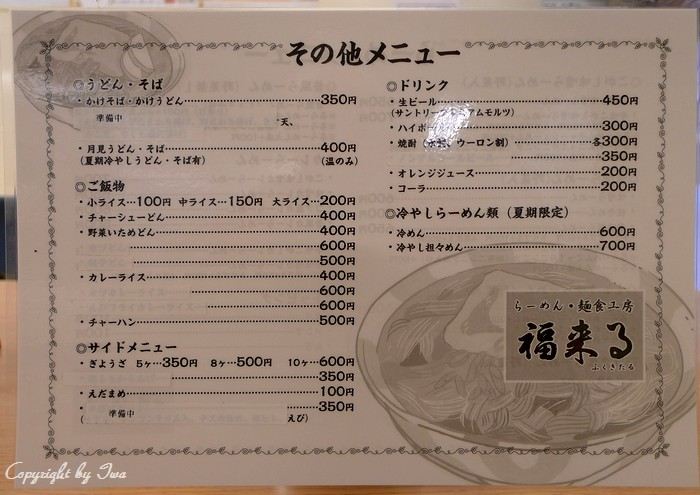 その他メニュー
◎うどん・そば
・かけそば・かけうどん…350円
準備中
天、
・月見うどん・そば…400円
(夏期冷やしうどん・そば有) (温のみ)
◎ご飯物
・小ライス…100円 中ライス…150円 大ライス…200円
・チャーシューどん…400円
・野菜いためどん…400円
…600円
…500円
・カレーライス…400円
…600円
…600円
・チャーハン…500円
◎サイドメニュー
・ぎょうざ 5ヶ…350円 8ヶ…500円 10ヶ…600円
…350円
・えだまめ…100円
・…350円
( 準備中 えび)
◎ドリンク
・生ビール…450円
(サントリー アムモルツ)
・ハイボ…300円
・焼酎(水 ウーロン割)…各300円
…350円
・オレンジジュース…200円
・コーラ…200円
◎冷やしらーめん類(夏期限定)
・冷めん…600円
・冷やし担々めん…700円
らーめん・麺食工房
福来る
ふくきたる
Copyright by Iwa